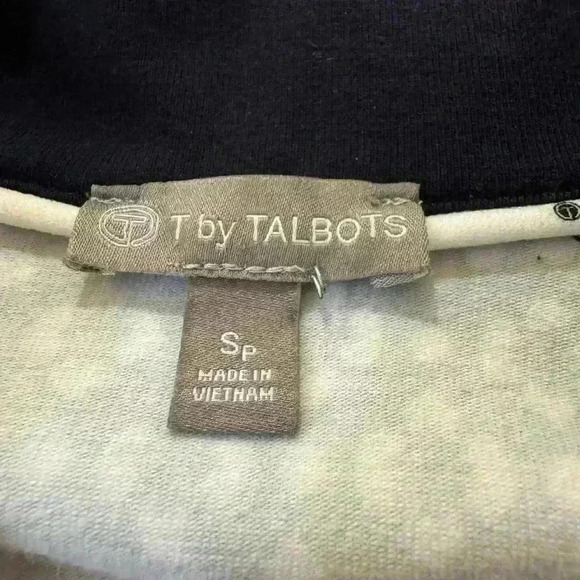 T by TALBOTS
SP
MADE IN
VIETNAM